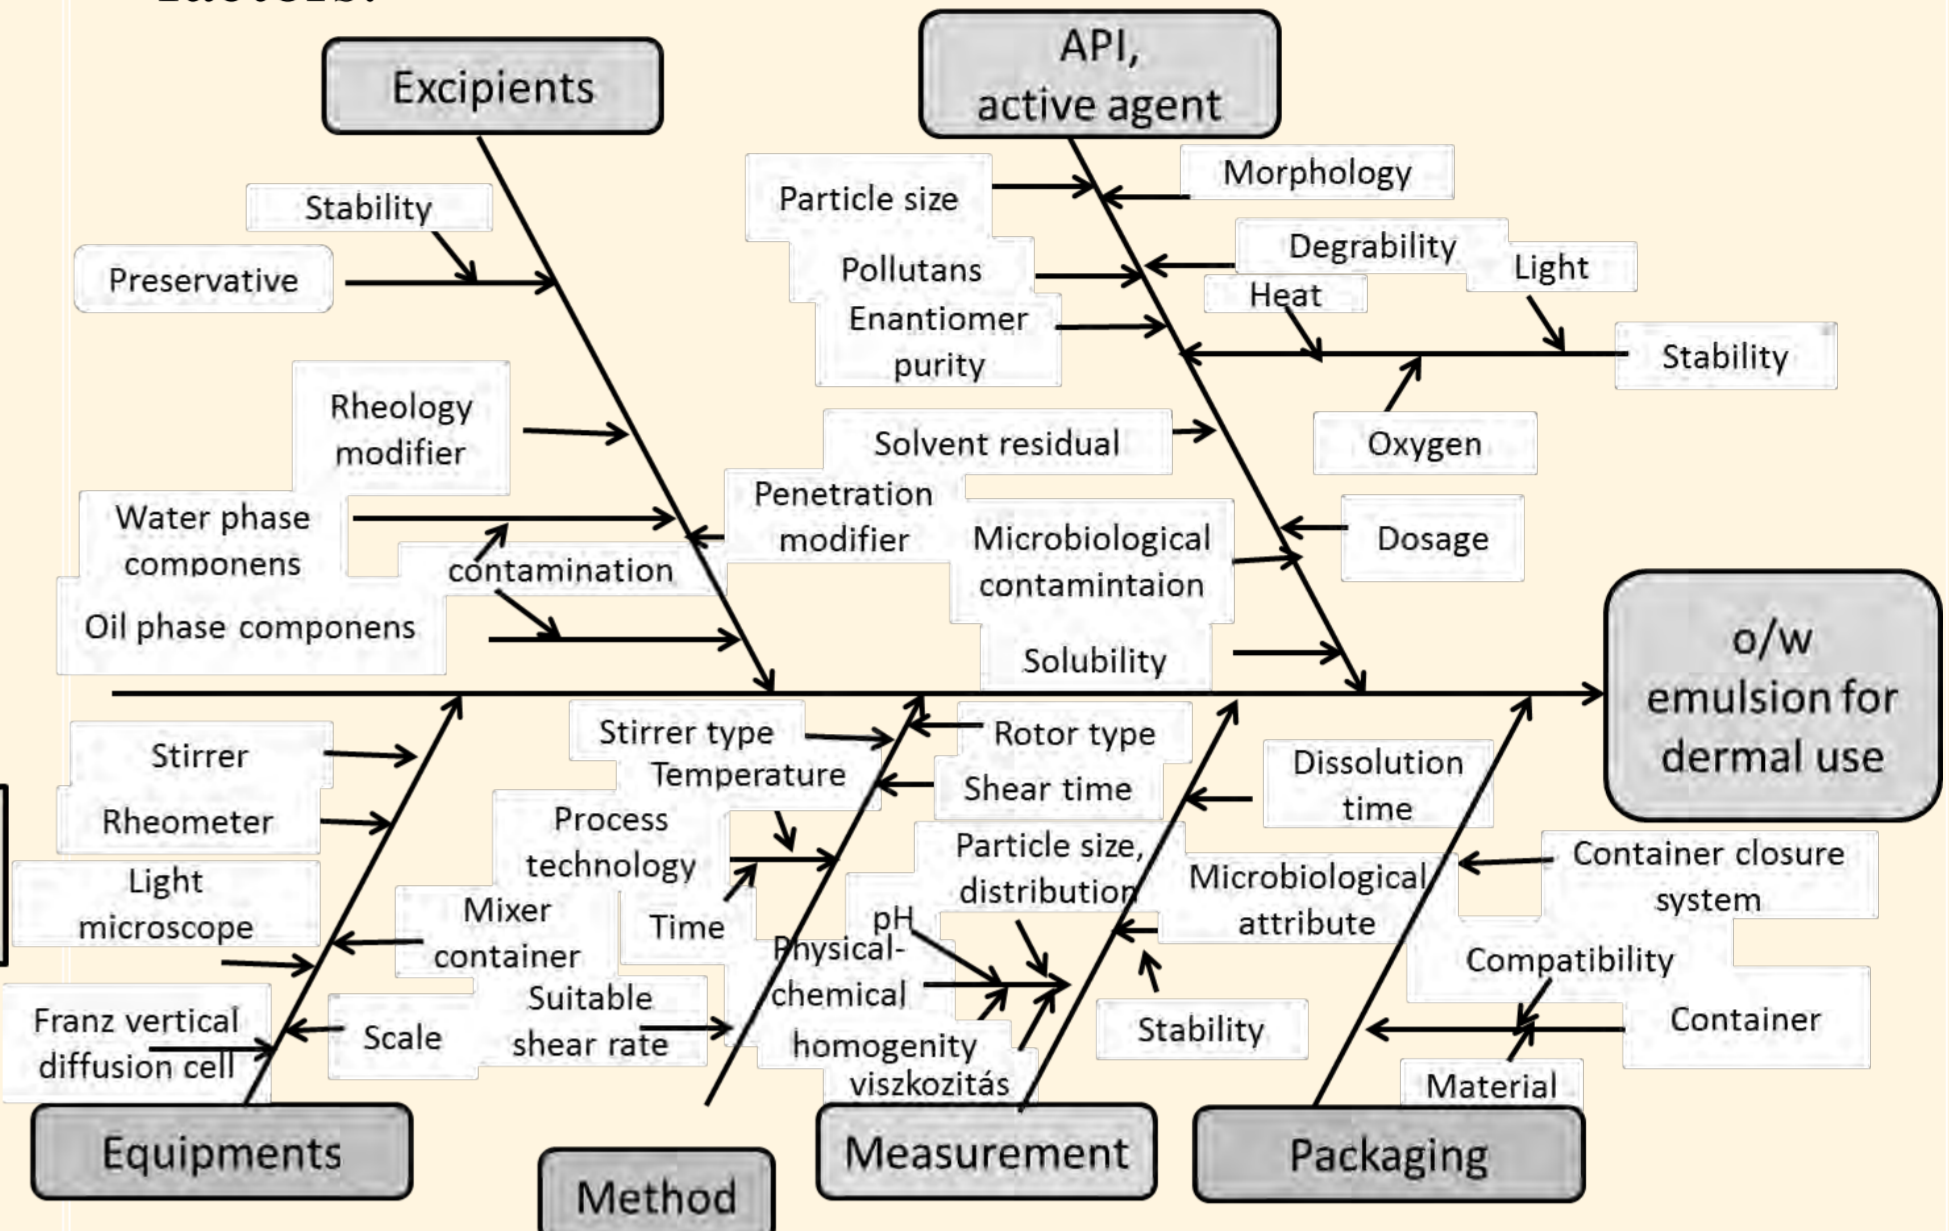 factors.
Excipients
API,
active agent
Stability
Preservative
Rheology
modifier
Water phase
componens
contamination
Oil phase componens
Penetration
modifier
Particle size
Morphology
Pollutans
Degrability
Light
Heat
Enantiomer
purity
Stability
Oxygen
Solvent residual
Microbiological
contamintaion
Dosage
Solubility
o/w
emulsion for
dermal use
Stirrer
Rheometer
Light
microscope
Mixer
container
Franz vertical
diffusion cell
Scale
Equipments
Stirrer type
Rotor type
Temperature
Shear time
Process
technology
Time
Suitable
shear rate
Method
Particle size,
distribution
Dissolution
time
pH
Physical-
chemical
Microbiological
attribute
homogenity
viszkozitás
Stability
Measurement
Container closure
system
Compatibility
Container
Material
Packaging